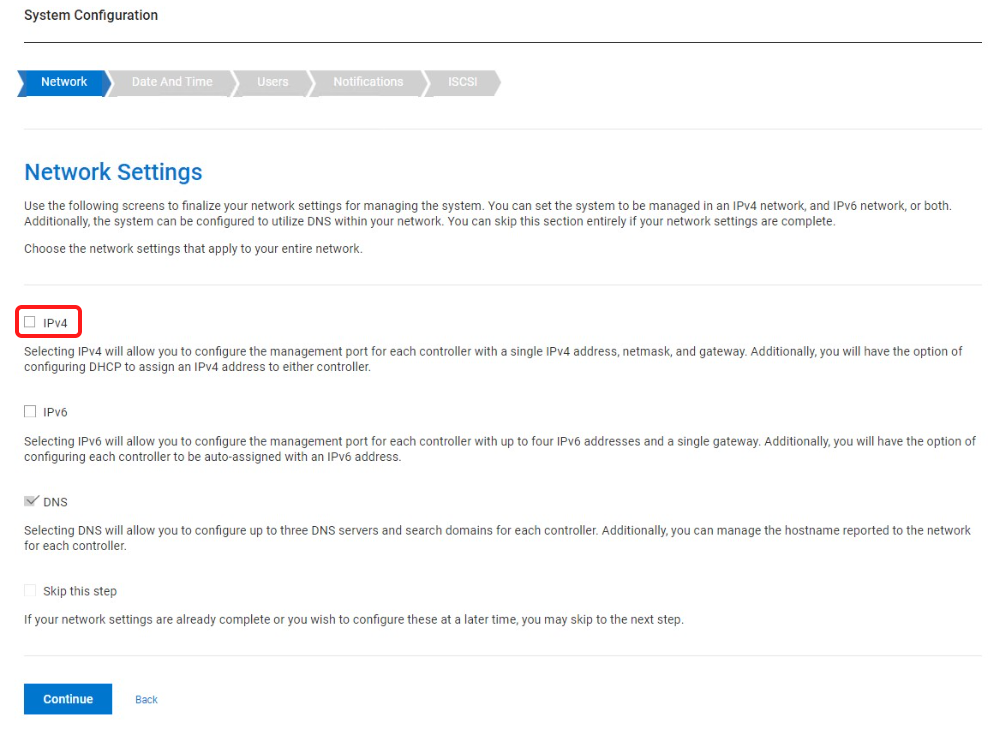 System Configuration
Network
Date And Time
Users
Notifications
ISCSI
Network Settings
Use the following screens to finalize your network settings for managing the system. You can set the system to be managed in an IPv4 network, and IPv6 network, or both.
Additionally, the system can be configured to utilize DNS within your network. You can skip this section entirely if your network settings are complete.
Choose the network settings that apply to your entire network.
IPv4
Selecting IPv4 will allow you to configure the management port for each controller with a single IPv4 address, netmask, and gateway. Additionally, you will have the option of
configuring DHCP to assign an IPv4 address to either controller.
IPv6
Selecting IPv6 will allow you to configure the management port for each controller with up to four IPv6 addresses and a single gateway. Additionally, you will have the option of
configuring each controller to be auto-assigned with an IPv6 address.
DNS
Selecting DNS will allow you to configure up to three DNS servers and search domains for each controller. Additionally, you can manage the hostname reported to the network
for each controller.
Skip this step
If your network settings are already complete or you wish to configure these at a later time, you may skip to the next step.
Continue
Back